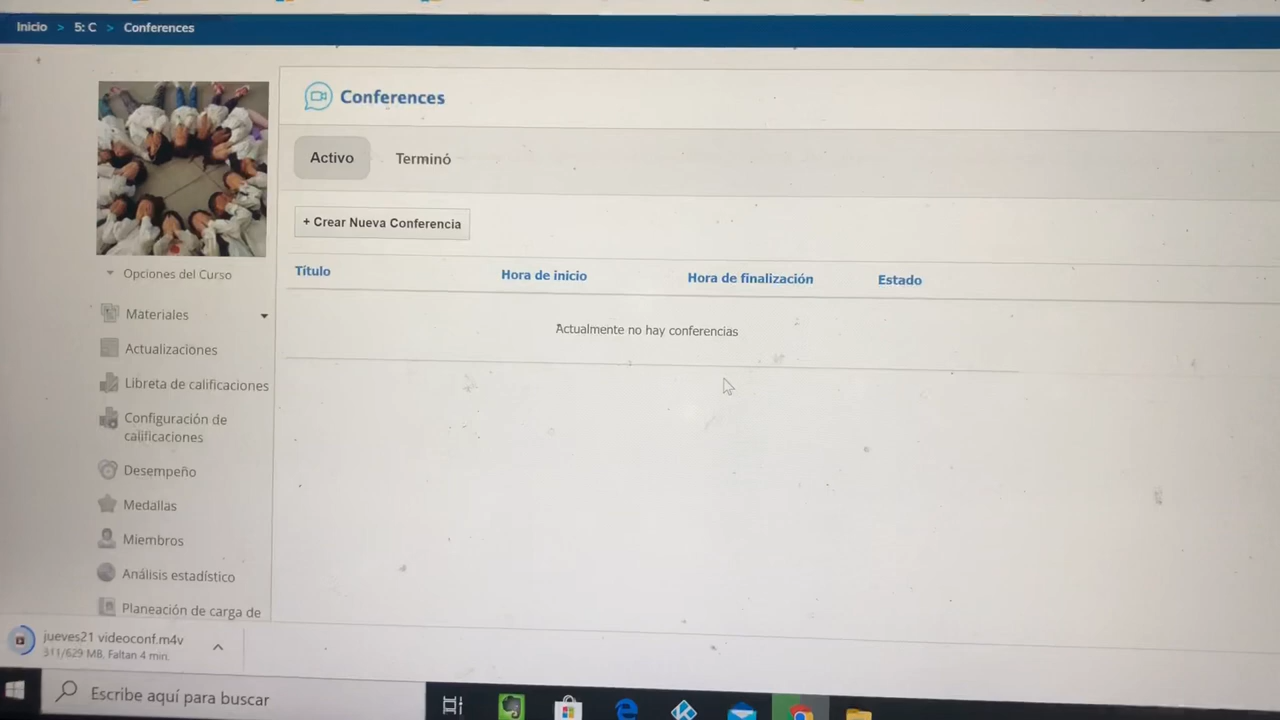 Inicio > 5: C > Conferences
Conferences
Activo Terminó
+ Crear Nueva Conferencia
Título Hora de inicio Hora de finalización Estado
Actualmente no hay conferencias
Opciones del Curso
Materiales
Actualizaciones
Libreta de calificaciones
Configuración de
calificaciones
Desempeño
Medallas
Miembros
Análisis estadístico
Planeación de carga de
jueves21 videoconf.m4v
311/629 MB. Faltan 4 min.
Escribe aquí para buscar